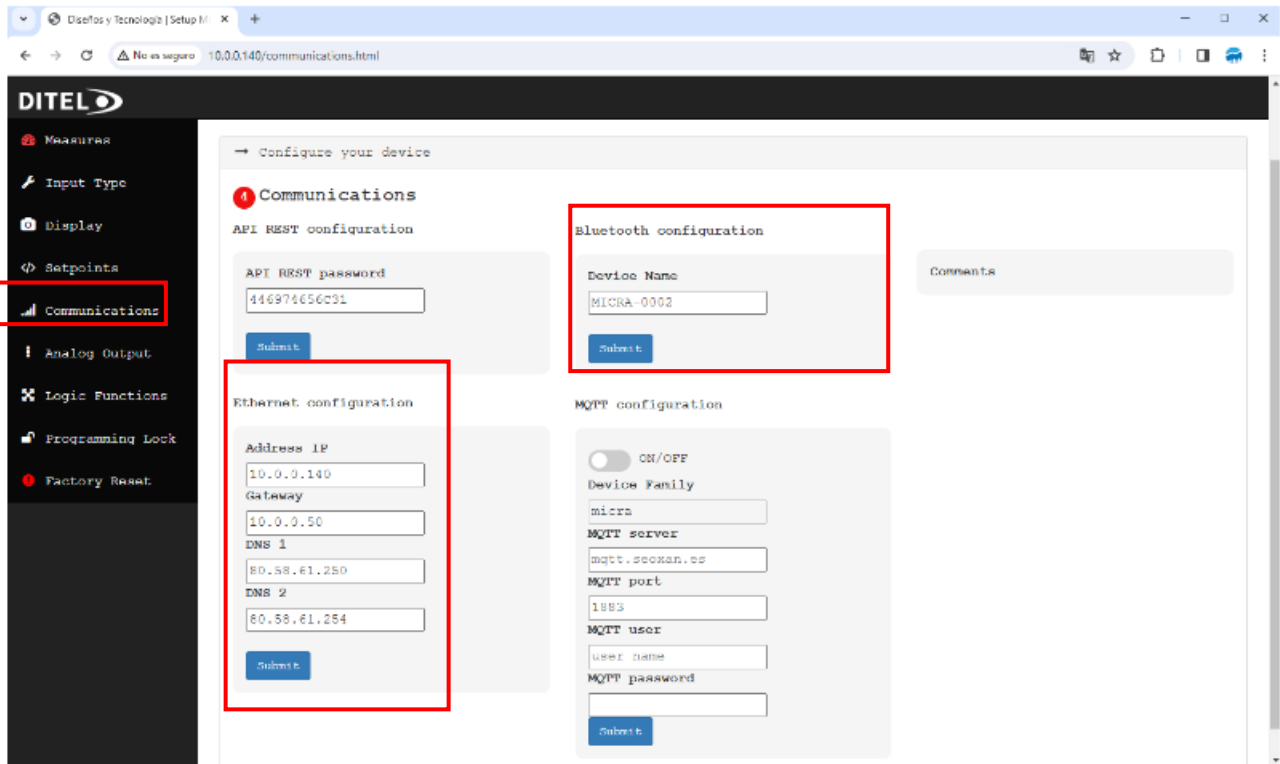 Diseños y Tecnología | Setup M
No es seguro
10.0.0.140/communications.html
DITEL
Measures
Input Type
Display
Setpoints
Communications
Analog Output
Logic Functions
Programming Lock
Factory Reset
→ Configure your device
4 Communications
API REST configuration
API REST password
446974656C31
Submit
Bluetooth configuration
Device Name
MICRA-0002
Submit
Comments
Ethernet configuration
Address IP
10.0.0.140
Gateway
10.0.0.50
DNS 1
80.58.61.250
DNS 2
80.58.61.254
Submit
MQTT configuration
ON/OFF
Device Family
micra
MQTT server
mqtt.seoxan.es
MQTT port
1883
MQTT user
user name
MQTT password
Submit